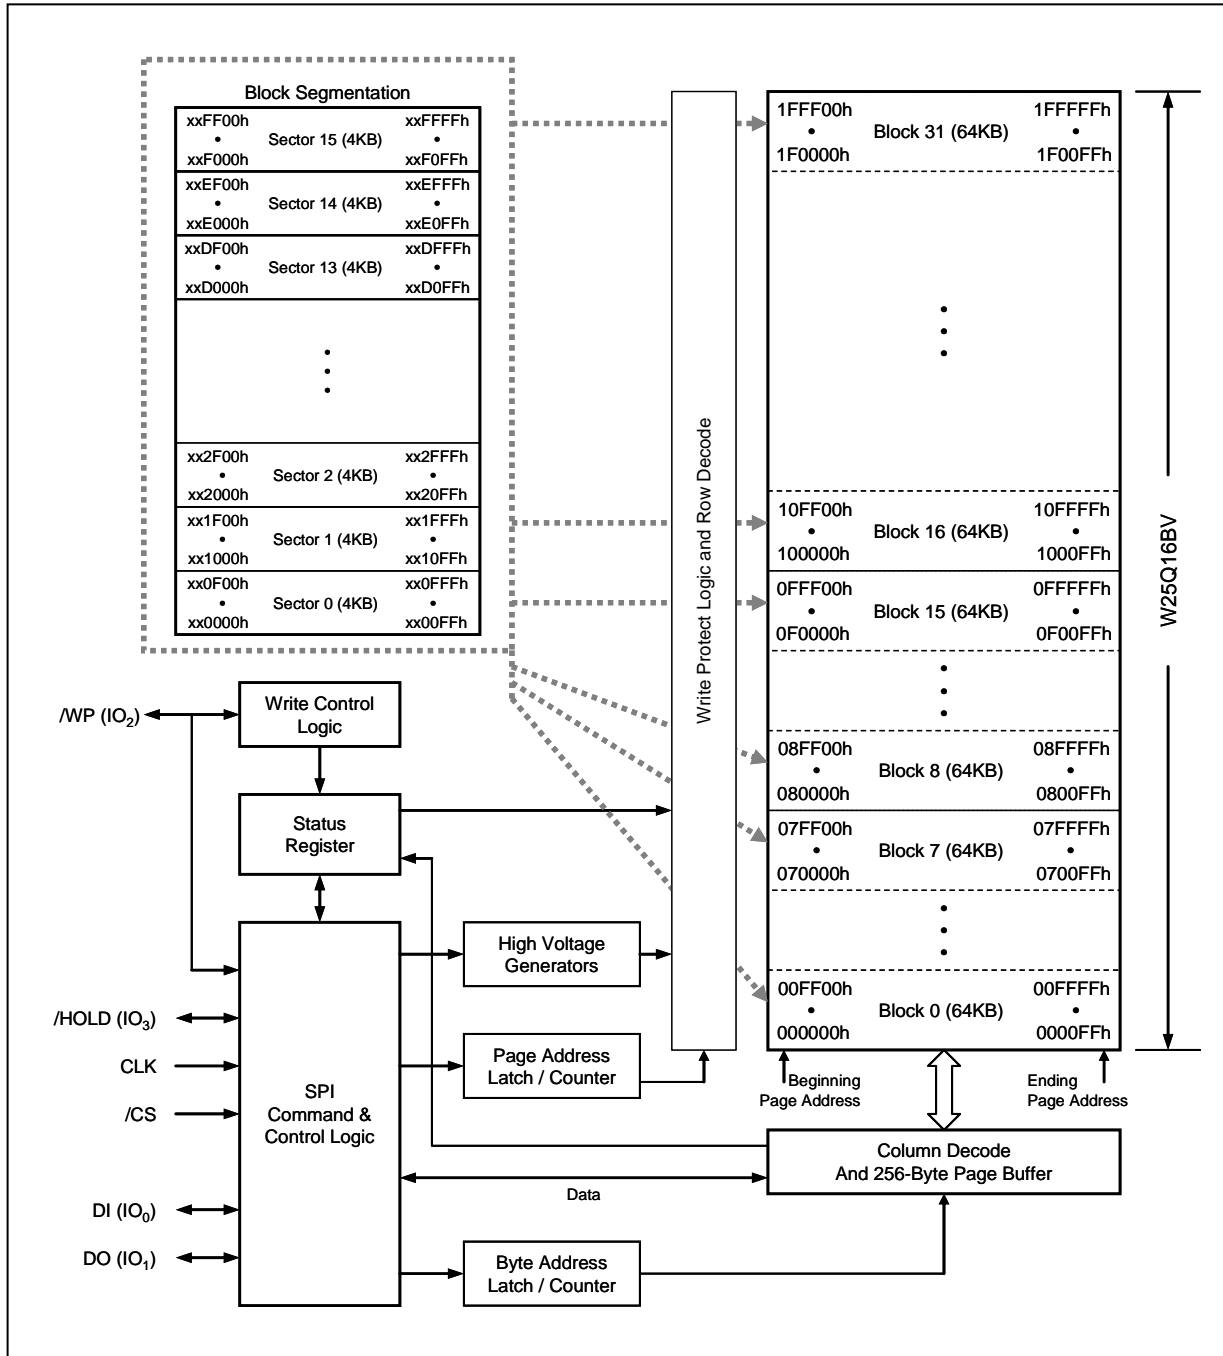 Block Segmentation
xxFF00h xxFFFFh
• Sector 15 (4KB) •
xxF000h xxF0FFh
xxEF00h xxEFFFh
• Sector 14 (4KB) •
xxE000h xxE0FFh
xxDF00h xxDFFFh
• Sector 13 (4KB) •
xxD000h xxD0FFh
xx2F00h xx2FFFh
• Sector 2 (4KB) •
xx2000h xx20FFh
xx1F00h xx1FFFh
• Sector 1 (4KB) •
xx1000h xx10FFh
xx0F00h xx0FFFh
• Sector 0 (4KB) •
xx0000h xx00FFh
Write Protect Logic and Row Decode
1FFF00h 1FFFFFh
• Block 31 (64KB) •
1F0000h 1F00FFh
10FF00h 10FFFFh
• Block 16 (64KB) •
100000h 1000FFh
0FFF00h 0FFFFFh
• Block 15 (64KB) •
0F0000h 0F00FFh
08FF00h 08FFFFh
• Block 8 (64KB) •
080000h 0800FFh
07FF00h 07FFFFh
• Block 7 (64KB) •
070000h 0700FFh
00FF00h 00FFFFh
• Block 0 (64KB) •
000000h 0000FFh
W25Q16BV
Beginning
Page Address
Ending
Page Address
/WP (IO2)
Write Control
Logic
Status
Register
High Voltage
Generators
/HOLD (IO3)
CLK
/CS
DI (IO0)
DO (IO1)
SPI
Command &
Control Logic
Page Address
Latch / Counter
Column Decode
And 256-Byte Page Buffer
Data
Byte Address
Latch / Counter